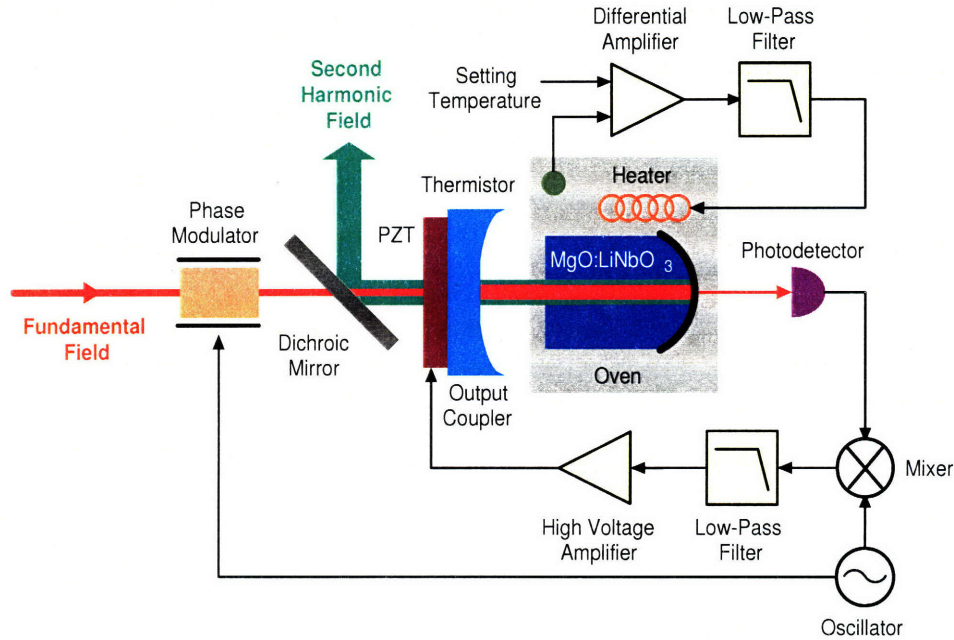 Differential
Amplifier
Low-Pass
Filter
Second
Harmonic
Field
Setting
Temperature
Thermistor
Heater
Phase
Modulator
PZT
MgO:LiNbO 3
Photodetector
Fundamental
Field
Dichroic
Mirror
Output
Coupler
Oven
Mixer
High Voltage
Amplifier
Low-Pass
Filter
Oscillator